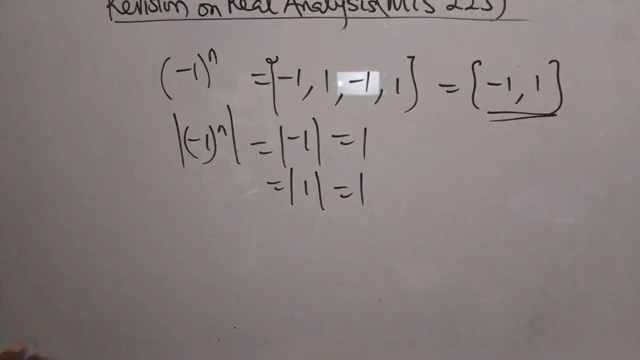 Revision on Real Analysis (MTS 223)
(-1)ⁿ = {-1, 1, -1, 1} = {-1, 1}
|(-1)ⁿ| = |-1| = 1
= |1| = 1